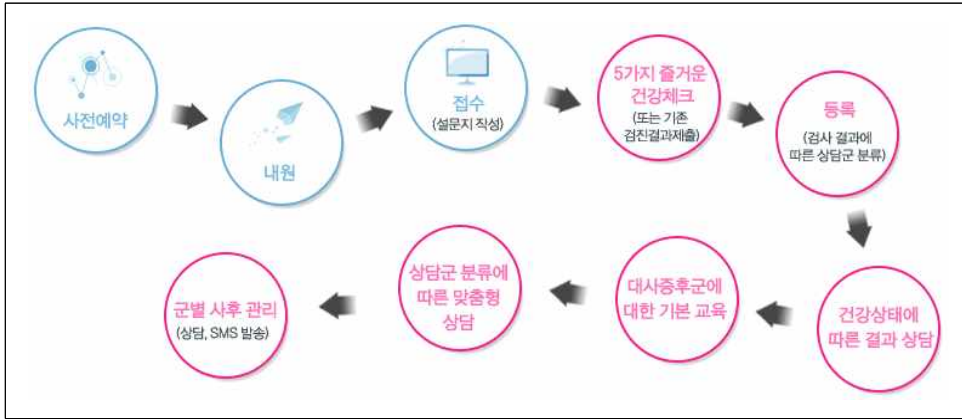 사전예약
내원
접수
(설문지 작성)
5가지 즐거운
건강체크
(또는 기존
검진결과제출)
등록
(검사 결과에
따른 상담군 분류)
건강상태에
따른 결과 상담
대사증후군에
대한 기본 교육
상담군 분류에
따른 맞춤형
상담
군별 사후 관리
(상담, SMS 발송)